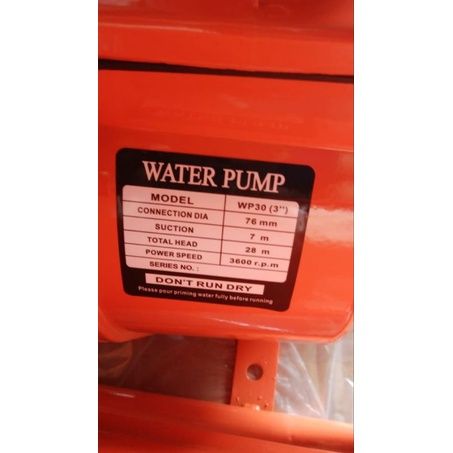 WATER PUMP
MODEL WP30 (3'')
CONNECTION DIA 76 mm
SUCTION 7 m
TOTAL HEAD 28 m
POWER SPEED 3600 r.p.m
SERIES NO. :
DON'T RUN DRY
Please pour priming water fully before running